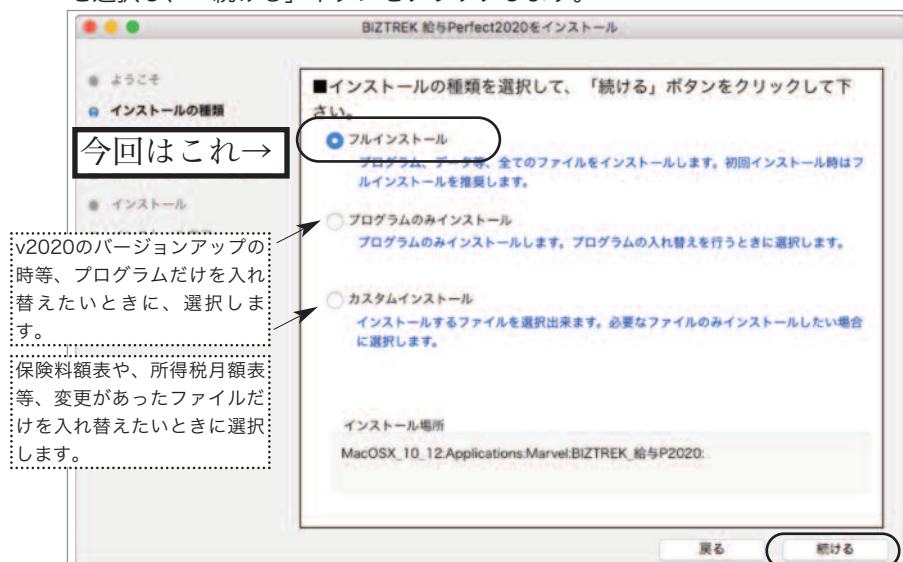 BIZTREK 給与Perfect2020をインストール
ようこそ
インストールの種類
今回はこれ→
インストール
v2020のバージョンアップの
時等、プログラムだけを入れ
替えたいときに、選択しま
す。
保険料額表や、所得税月額表
等、変更があったファイルだ
けを入れ替えたいときに選択
します。
■インストールの種類を選択して、「続ける」ボタンをクリックして下
さい。
フルインストール
プログラム、データ等、全てのファイルをインストールします。初回インストール時はフ
ルインストールを推奨します。
プログラムのみインストール
プログラムのみインストールします。プログラムの入れ替えを行うときに選択します。
カスタムインストール
インストールするファイルを選択出来ます。必要なファイルのみインストールしたい場合
に選択します。
インストール場所
MacOSX_10_12:Applications:Marvel:BIZTREK_給与P2020:
戻る
続ける